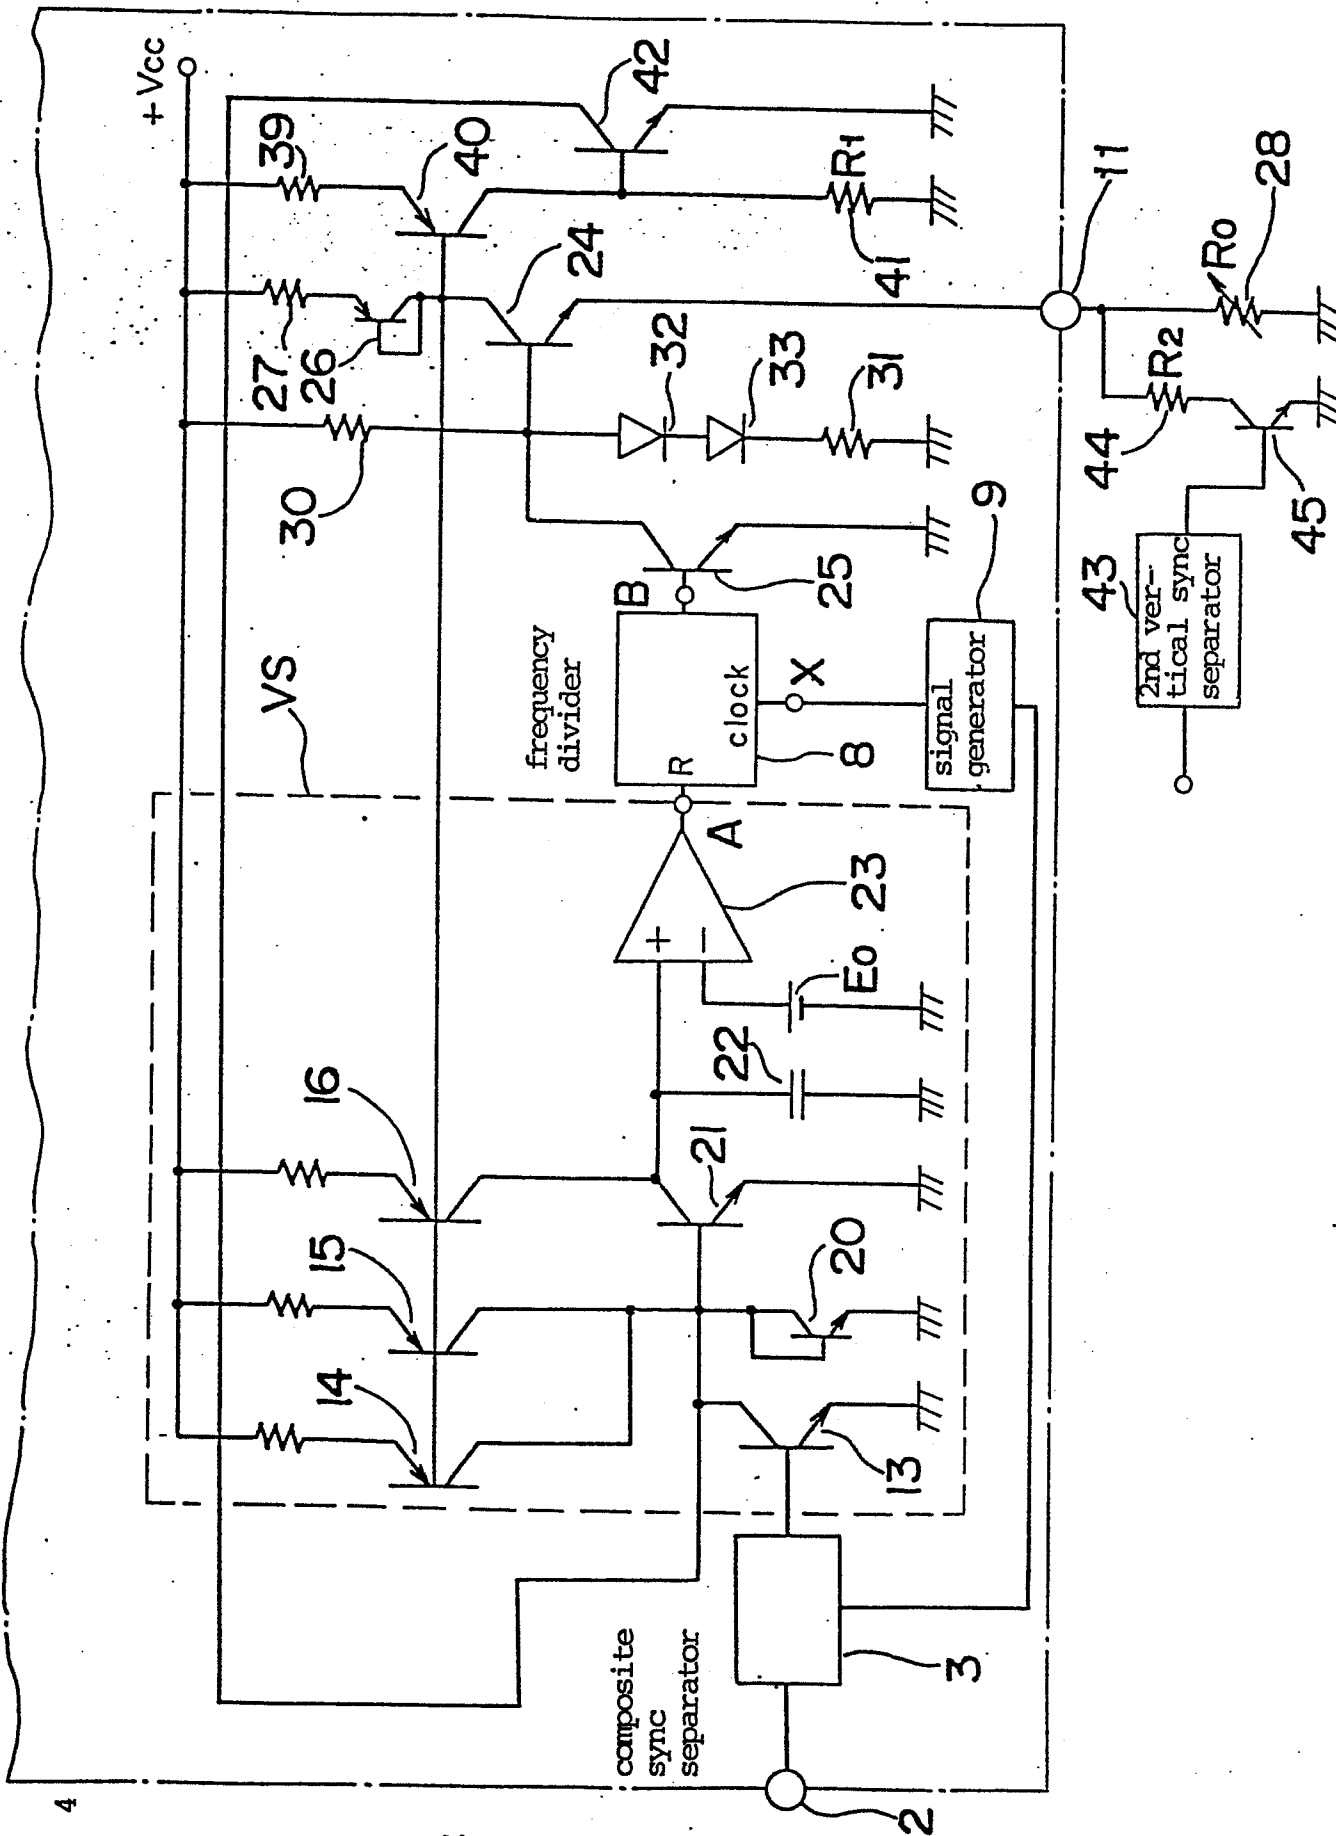 4
+Vcc
VS
16
15
14
30
27
26
39
40
42
24
32
33
31
41
R1
frequency
divider
B
25
R
clock
X
8
A
23
Eo
22
21
20
13
signal
generator
9
composite
sync
separator
3
2
11
Ro
28
R2
44
45
43
2nd ver-
tical sync
separator
+
−